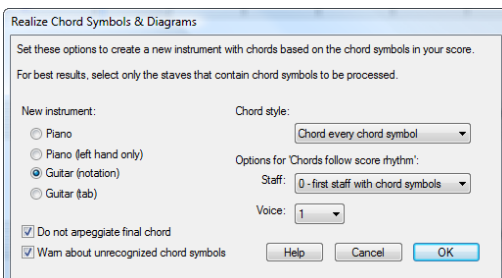 Realize Chord Symbols & Diagrams
Set these options to create a new instrument with chords based on the chord symbols in your score.
For best results, select only the staves that contain chord symbols to be processed.
New instrument:
Piano
Piano (left hand only)
Guitar (notation)
Guitar (tab)
Chord style:
Chord every chord symbol
Options for 'Chords follow score rhythm':
Staff: 0 - first staff with chord symbols
Voice: 1
Do not arpeggiate final chord
Warn about unrecognized chord symbols
Help Cancel OK